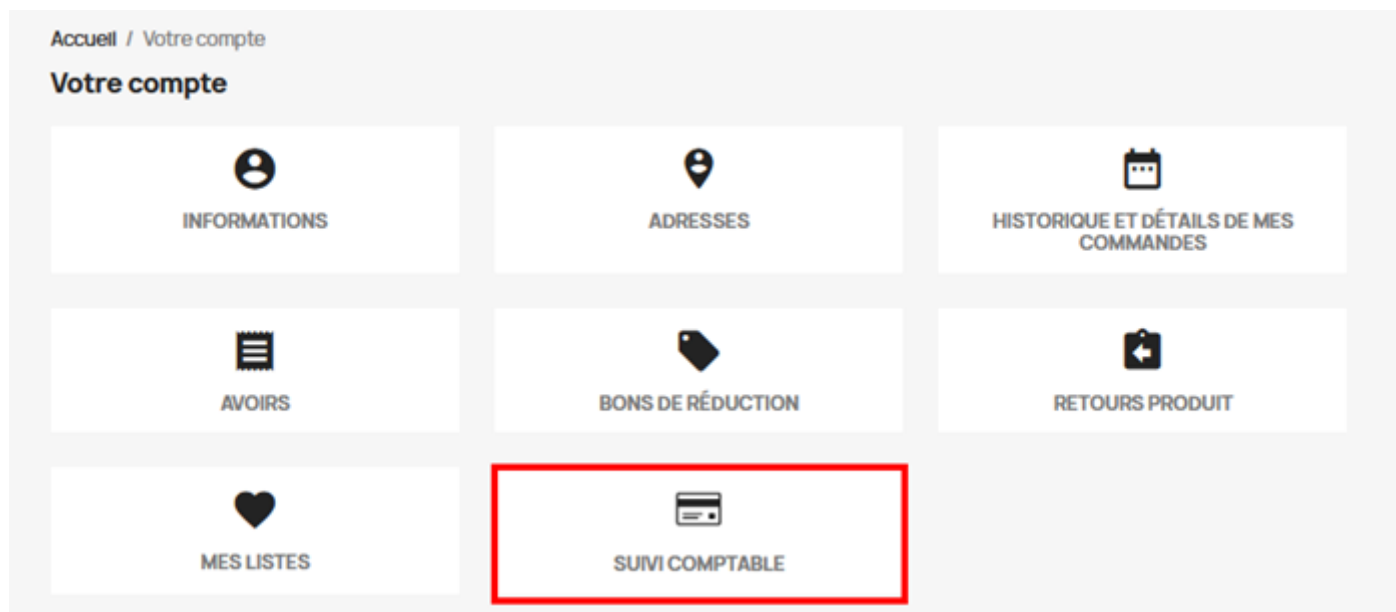 Accueil / Votre compte
Votre compte
INFORMATIONS
ADRESSES
HISTORIQUE ET DÉTAILS DE MES
COMMANDES
AVOIRS
BONS DE RÉDUCTION
RETOURS PRODUIT
MES LISTES
SUIVI COMPTABLE